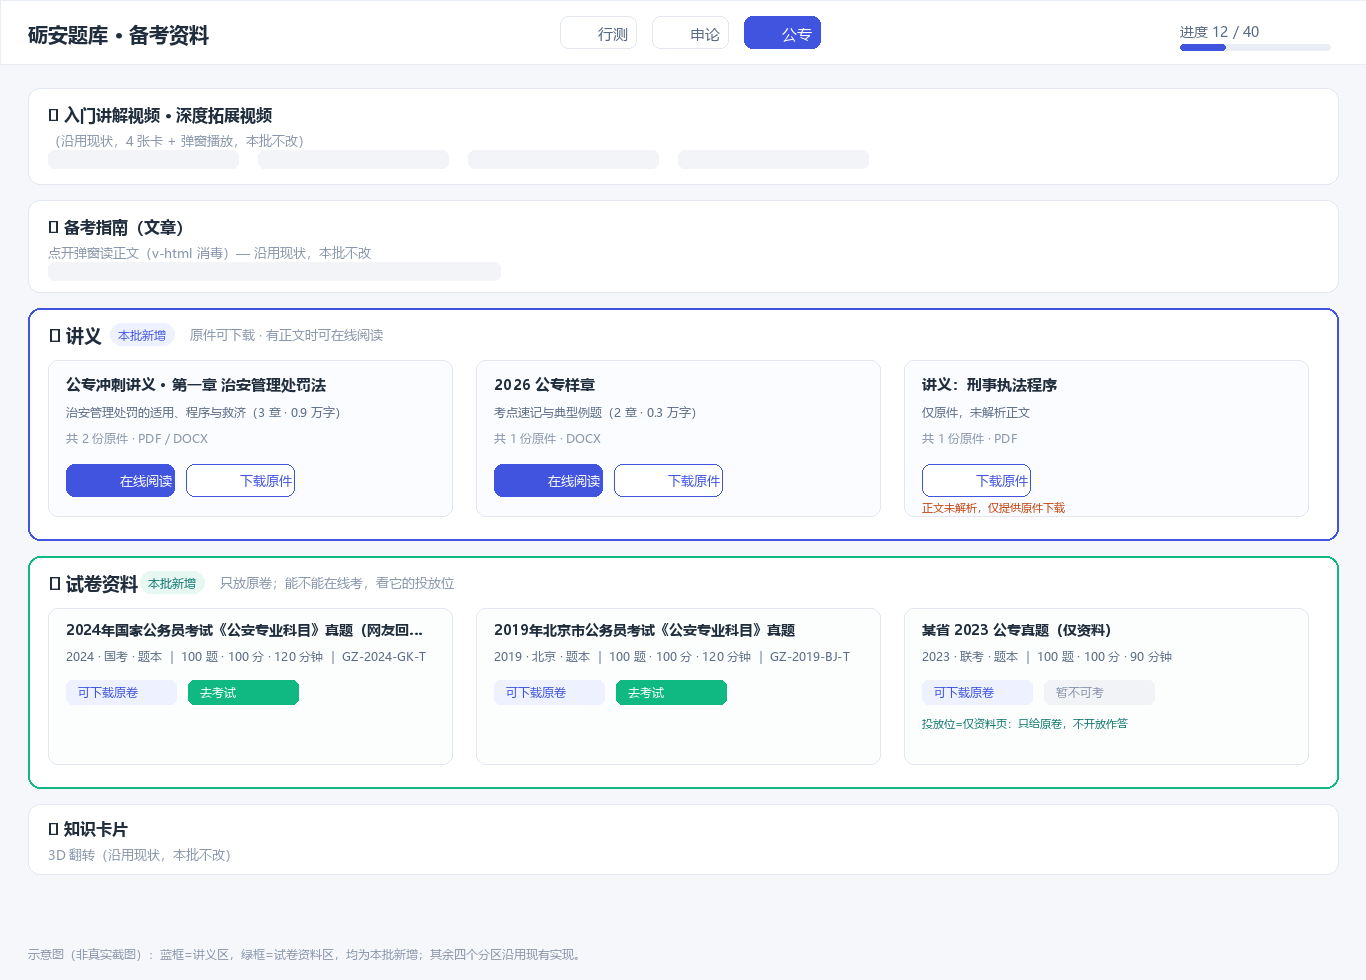 砺安题库 • 备考资料
行测
申论
公专
进度 12 / 40
入门讲解视频 • 深度拓展视频
（沿用现状，4 张卡 + 弹窗播放，本批不改）
备考指南（文章）
点开弹窗读正文（v-html 消毒）— 沿用现状，本批不改
讲义 本批新增 原件可下载 · 有正文时可在线阅读
公专冲刺讲义 • 第一章 治安管理处罚法
治安管理处罚的适用、程序与救济（3 章 · 0.9 万字）
共 2 份原件 · PDF / DOCX
在线阅读 下载原件
2026 公专样章
考点速记与典型例题（2 章 · 0.3 万字）
共 1 份原件 · DOCX
在线阅读 下载原件
讲义：刑事执法程序
仅原件，未解析正文
共 1 份原件 · PDF
下载原件
正文未解析，仅提供原件下载
试卷资料 本批新增 只放原卷；能不能在线考，看它的投放位
2024年国家公务员考试《公安专业科目》真题（网友回...
2024 · 国考 · 题本 ｜ 100 题 · 100 分 · 120 分钟 ｜ GZ-2024-GK-T
可下载原卷 去考试
2019年北京市公务员考试《公安专业科目》真题
2019 · 北京 · 题本 ｜ 100 题 · 100 分 · 120 分钟 ｜ GZ-2019-BJ-T
可下载原卷 去考试
某省 2023 公专真题（仅资料）
2023 · 联考 · 题本 ｜ 100 题 · 100 分 · 90 分钟
可下载原卷 暂不可考
投放位=仅资料页：只给原卷，不开放作答
知识卡片
3D 翻转（沿用现状，本批不改）
示意图（非真实截图）：蓝框=讲义区，绿框=试卷资料区，均为本批新增；其余四个分区沿用现有实现。